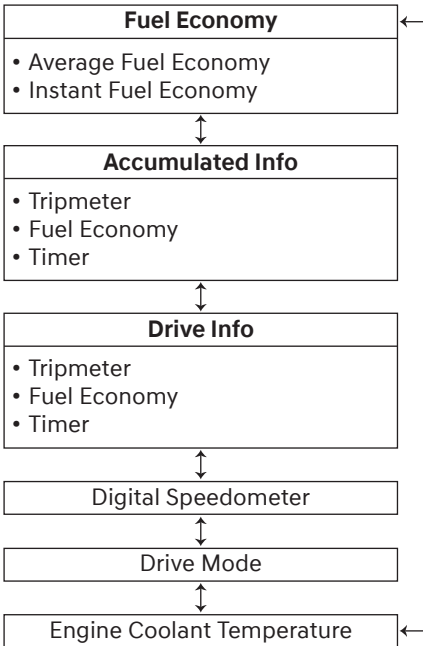 Fuel Economy
• Average Fuel Economy
• Instant Fuel Economy
Accumulated Info
• Tripmeter
• Fuel Economy
• Timer
Drive Info
• Tripmeter
• Fuel Economy
• Timer
Digital Speedometer
Drive Mode
Engine Coolant Temperature